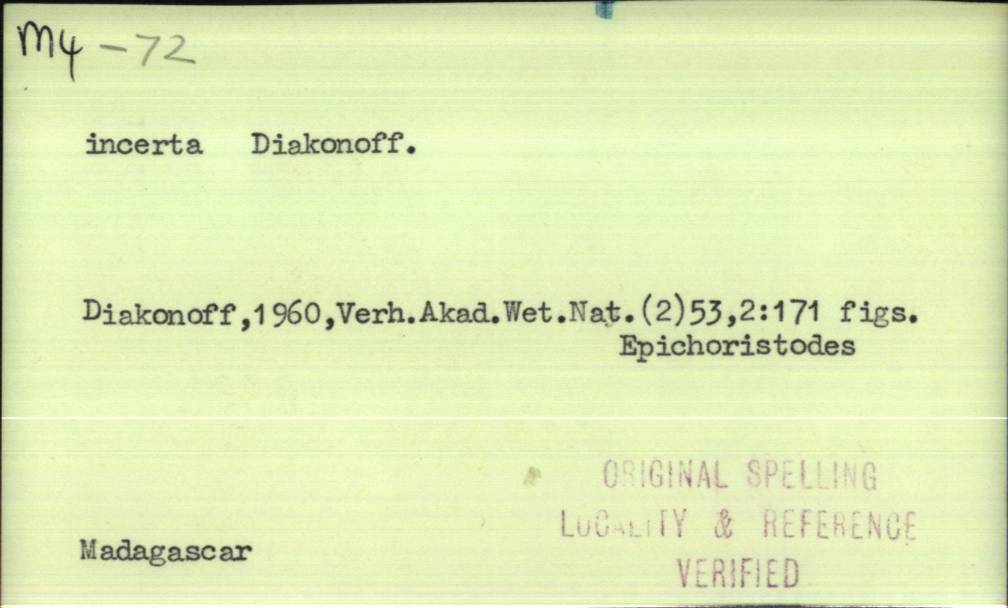 M4 -72
incerta Diakonoff.
Diakonoff,1960,Verh.Akad.Wet.Nat.(2)53,2:171 figs.
Epichoristodes
ORIGINAL SPELLING
LOCALITY & REFERENCE
Madagascar
VERIFIED